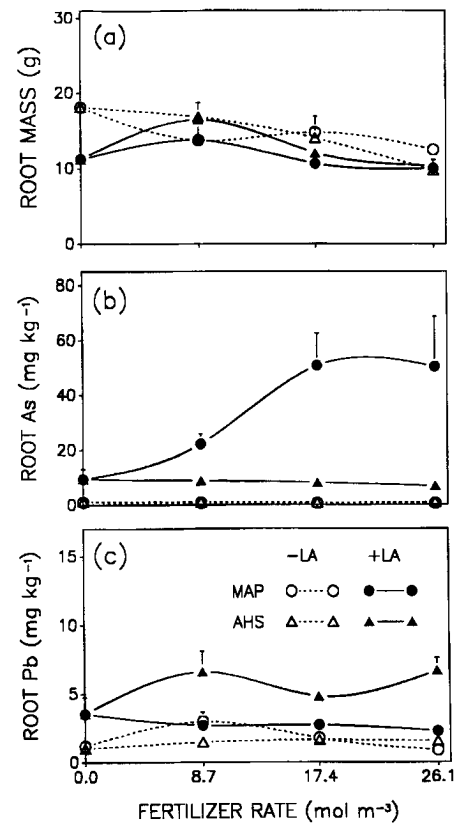 (a)
ROOT MASS (g)
30
20
10
0
(b)
ROOT As (mg kg⁻¹)
80
60
40
20
0
(c)
ROOT Pb (mg kg⁻¹)
15
10
5
0
−LA +LA
MAP
AHS
0.0 8.7 17.4 26.1
FERTILIZER RATE (mol m⁻³)